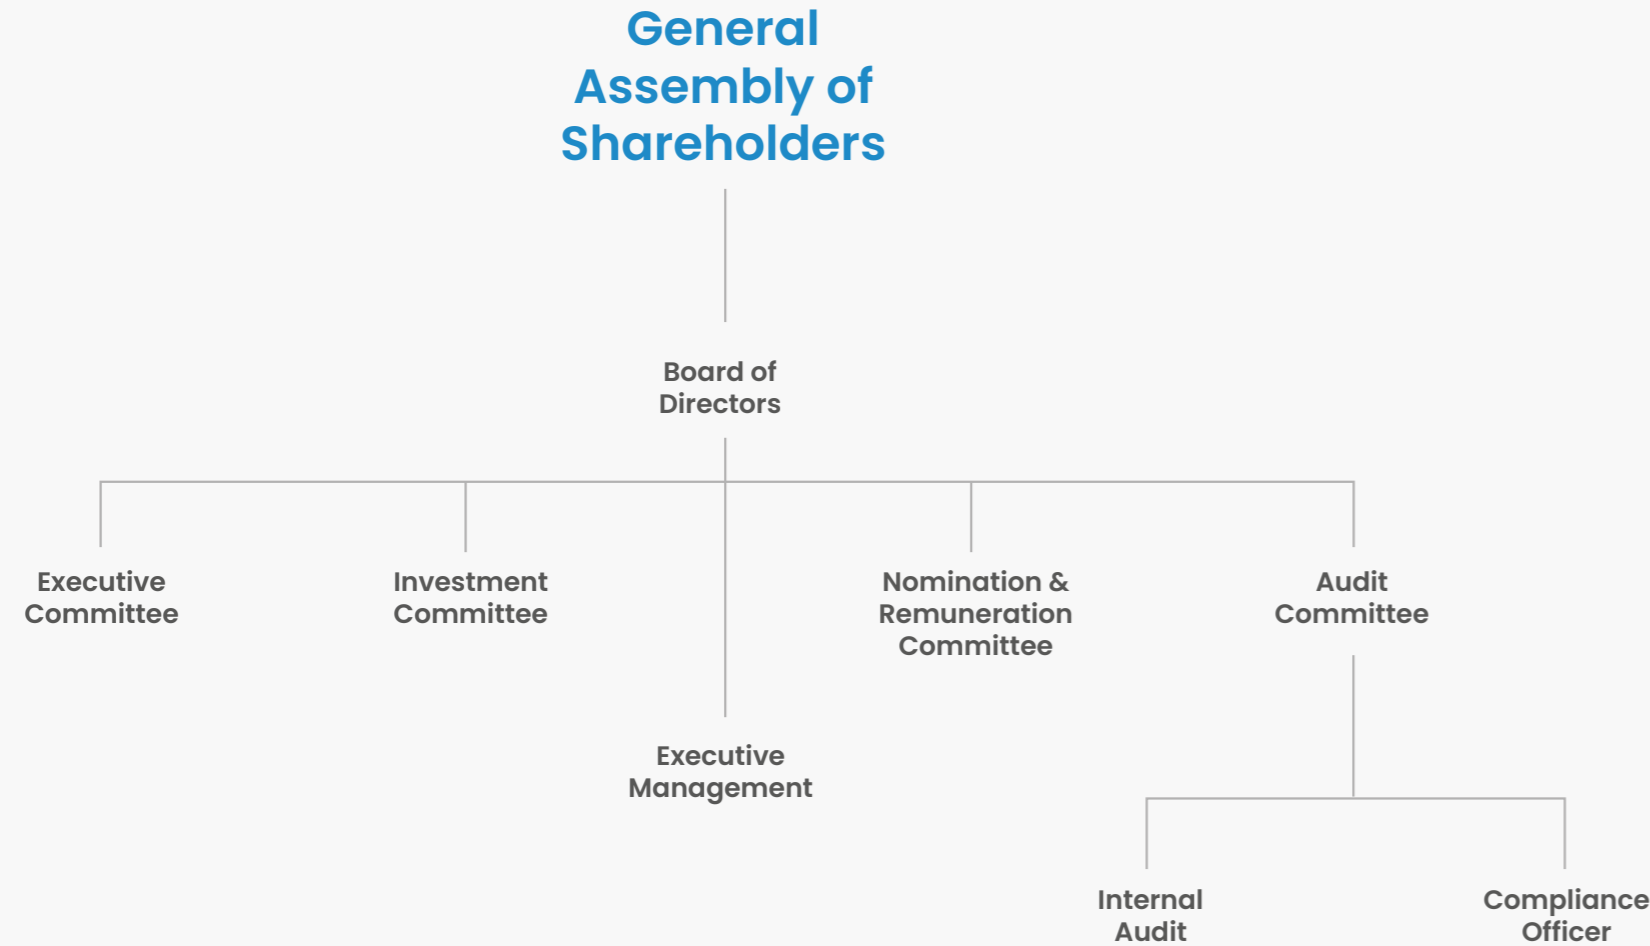 General
Assembly of
Shareholders
Board of
Directors
Executive
Committee
Investment
Committee
Nomination &
Remuneration
Committee
Audit
Committee
Executive
Management
Internal
Audit
Compliance
Officer